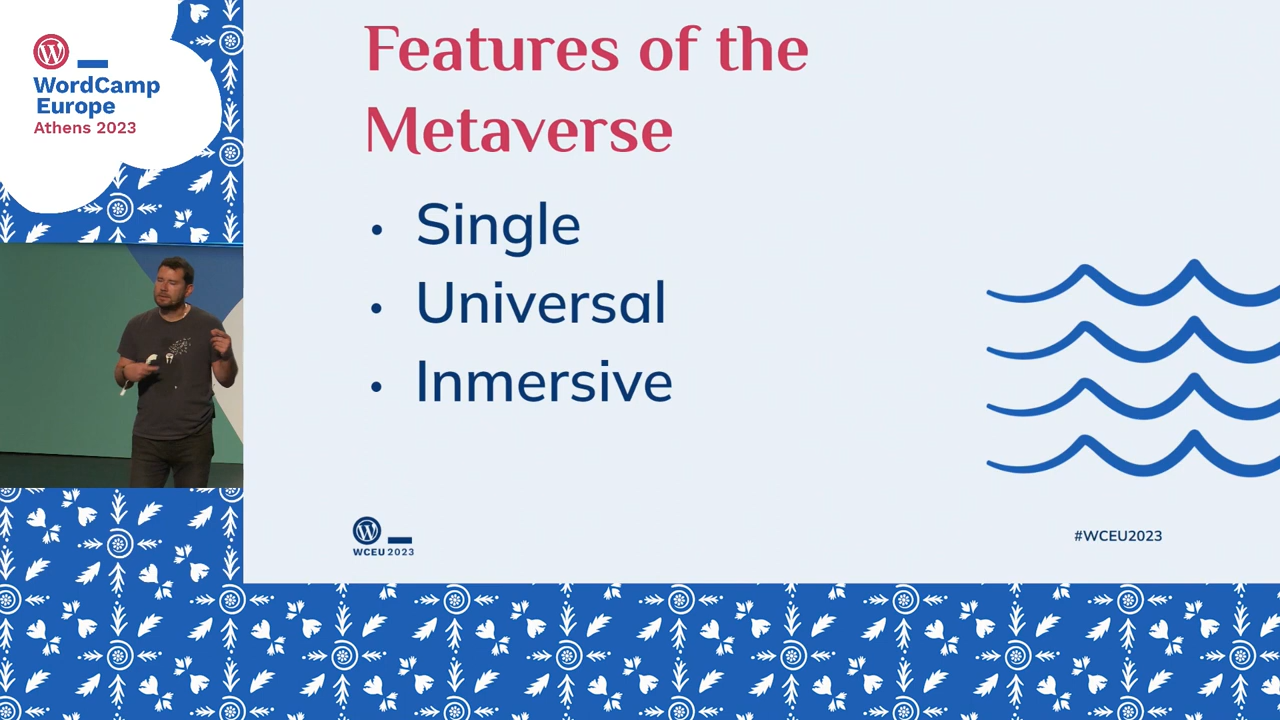 WordCamp
Europe
Athens 2023
Features of the
Metaverse
• Single
• Universal
• Inmersive
WCEU 2023
#WCEU2023